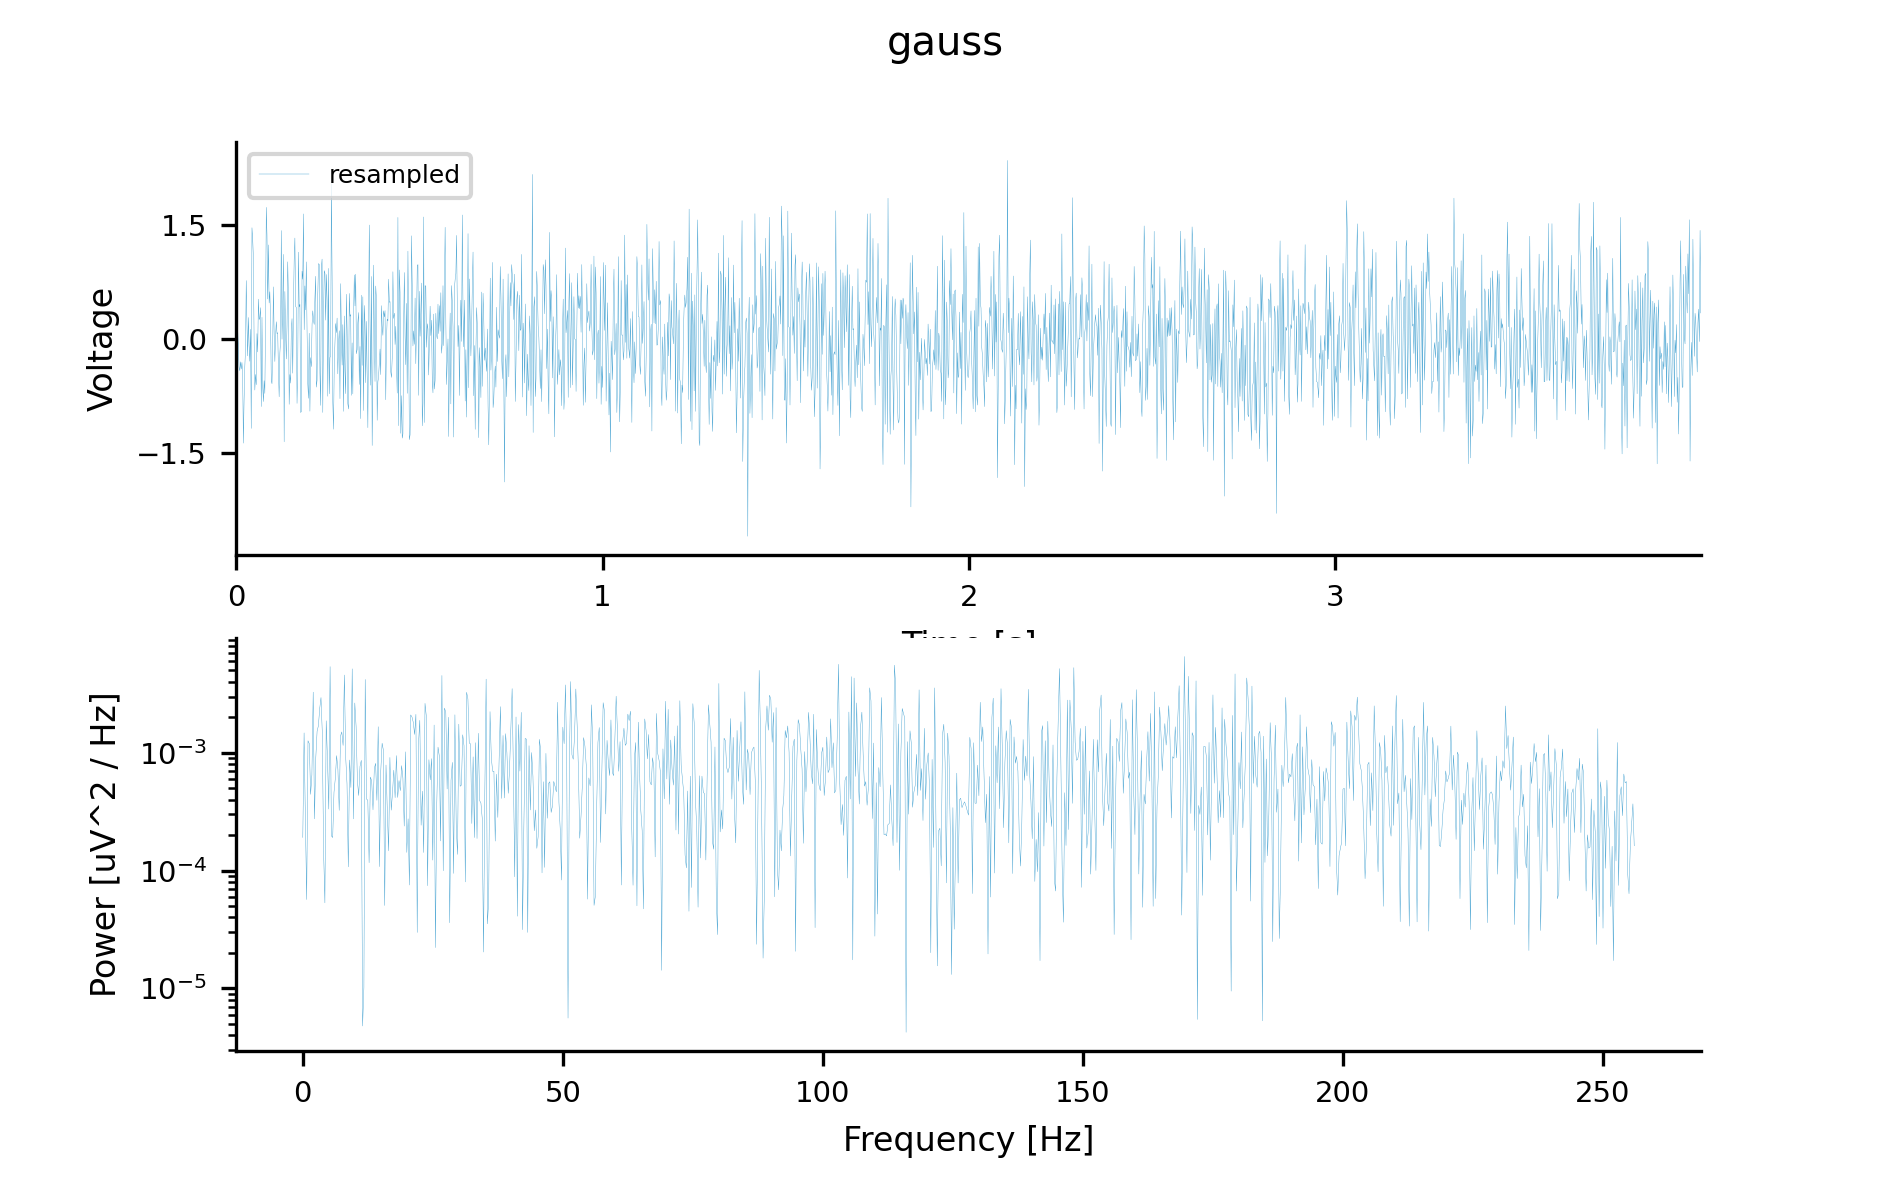 gauss
resampled
Voltage
1.5
0.0
−1.5
0 1 2 3
Time [s]
Power [uV^2 / Hz]
10⁻³
10⁻⁴
10⁻⁵
0 50 100 150 200 250
Frequency [Hz]